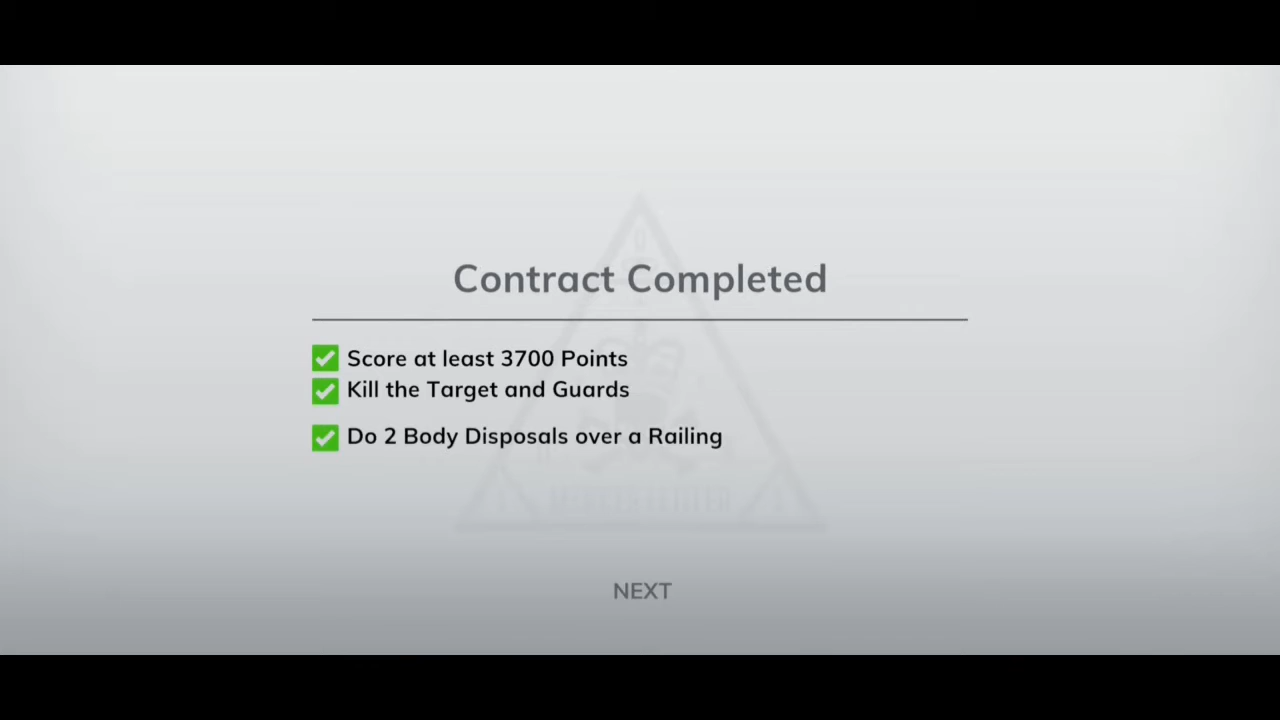 Contract Completed
Score at least 3700 Points
Kill the Target and Guards
Do 2 Body Disposals over a Railing
NEXT